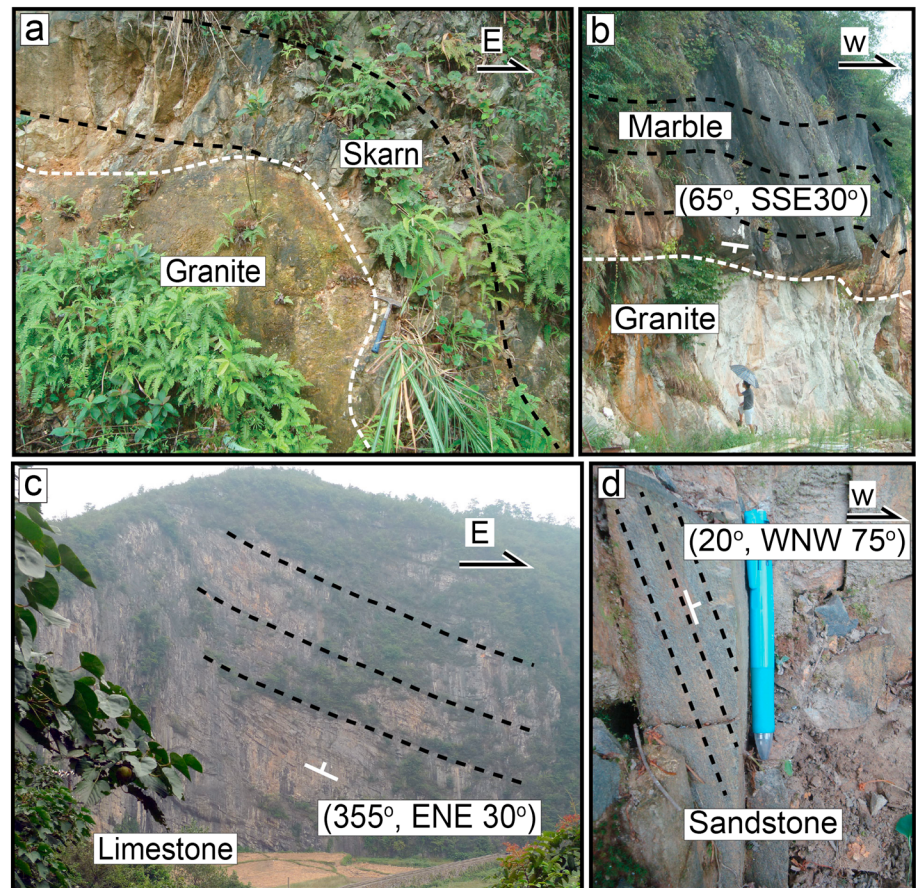 a
E
Skarn
Granite
b
W
Marble
(65°, SSE30°)
Granite
c
E
(355°, ENE 30°)
Limestone
d
W
(20°, WNW 75°)
Sandstone